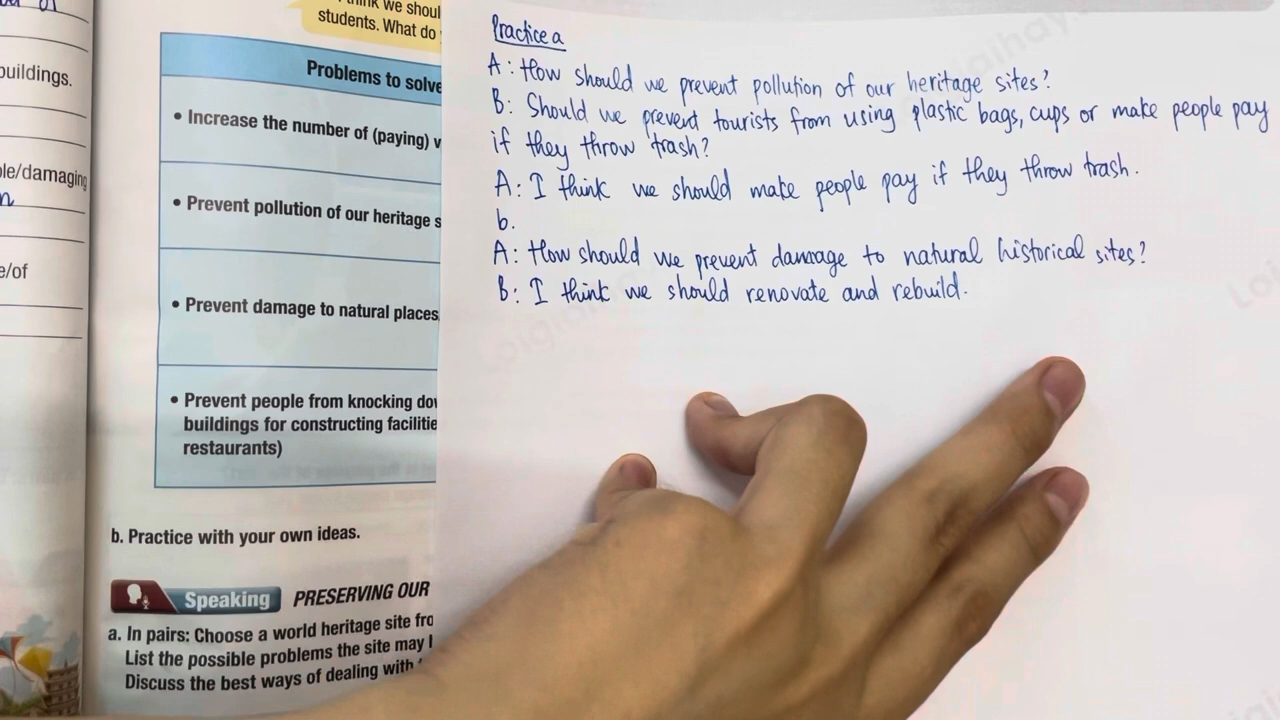 buildings.
ple/damaging
e/of
think we shoul
students. What do
Problems to solve
• Increase the number of (paying) v
• Prevent pollution of our heritage s
• Prevent damage to natural places
• Prevent people from knocking dow
buildings for constructing facilitie
restaurants)
b. Practice with your own ideas.
Speaking PRESERVING OUR
a. In pairs: Choose a world heritage site fro
List the possible problems the site may
Discuss the best ways of dealing with
Practice a
A: How should we prevent pollution of our heritage sites?
B: Should we prevent tourists from using plastic bags, cups or make people pay
if they throw trash?
A: I think we should make people pay if they throw trash.
b.
A: How should we prevent damage to natural historical sites?
B: I think we should renovate and rebuild.